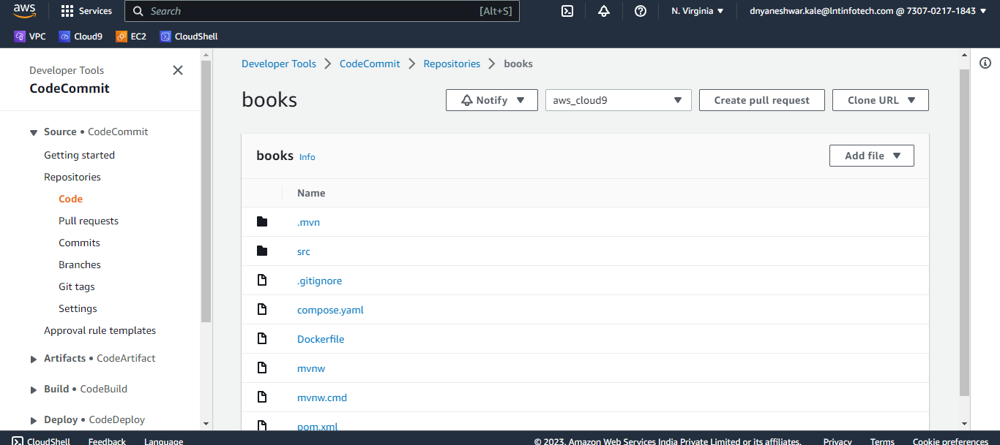 aws
Services
Search
[Alt+S]
N. Virginia
dnyaneshwar.kale@lntinfotech.com @ 7307-0217-1843
VPC
Cloud9
EC2
CloudShell
Developer Tools
CodeCommit
Source • CodeCommit
Getting started
Repositories
Code
Pull requests
Commits
Branches
Git tags
Settings
Approval rule templates
Artifacts • CodeArtifact
Build • CodeBuild
Deploy • CodeDeploy
Developer Tools > CodeCommit > Repositories > books
books
Notify
aws_cloud9
Create pull request
Clone URL
books Info
Add file
Name
.mvn
src
.gitignore
compose.yaml
Dockerfile
mvnw
mvnw.cmd
pom.xml
CloudShell
Feedback
Language
© 2023, Amazon Web Services India Private Limited or its affiliates.
Privacy
Terms
Cookie preferences